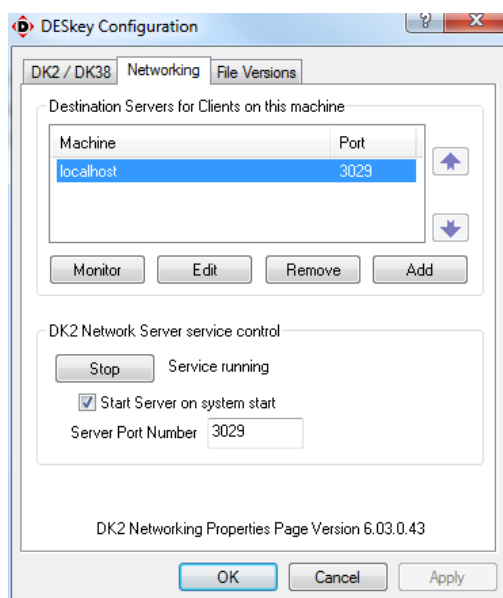 DESkey Configuration
DK2 / DK38 Networking File Versions
Destination Servers for Clients on this machine
Machine Port
localhost 3029
Monitor Edit Remove Add
DK2 Network Server service control
Stop Service running
Start Server on system start
Server Port Number 3029
DK2 Networking Properties Page Version 6.03.0.43
OK Cancel Apply